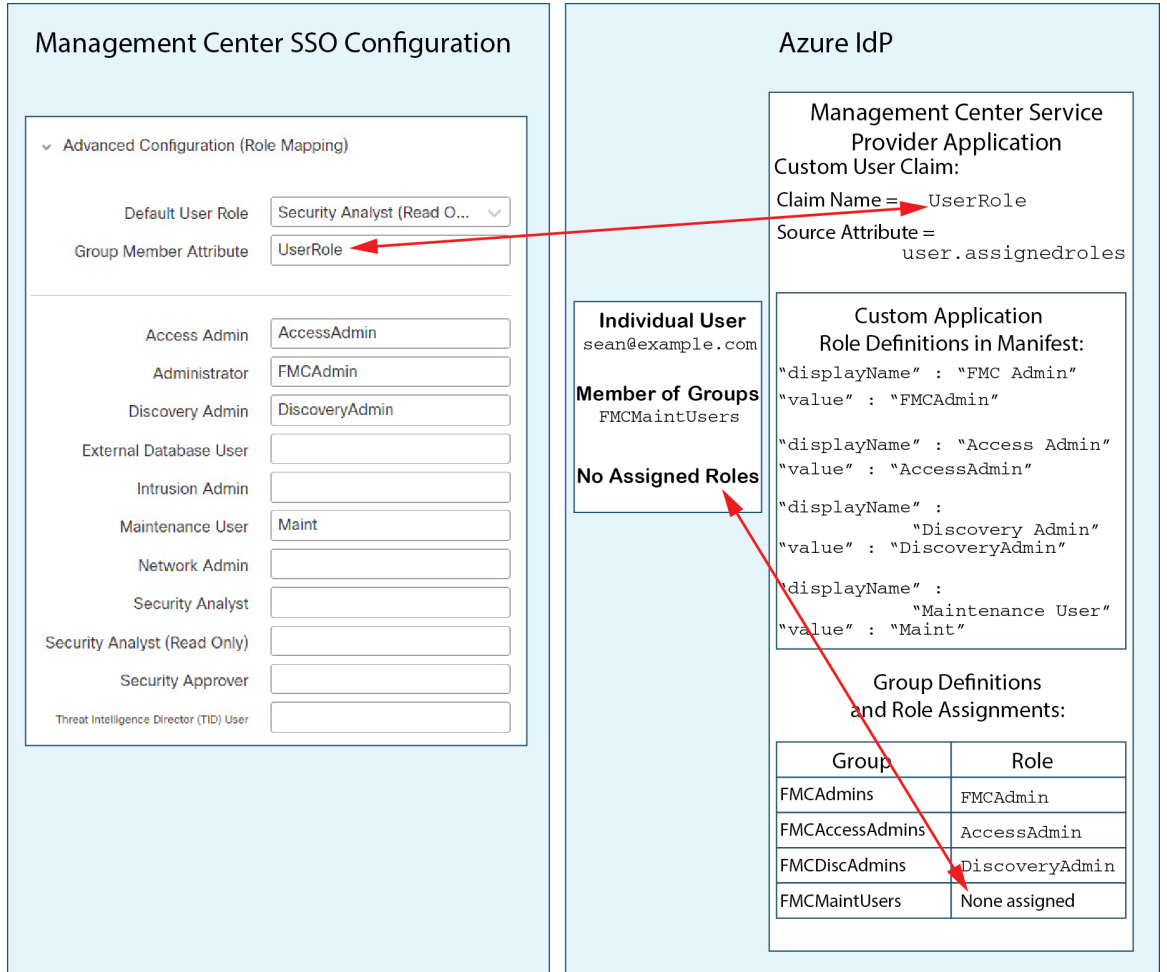 Management Center SSO Configuration
Advanced Configuration (Role Mapping)
Default User Role
Security Analyst (Read O...
Group Member Attribute
UserRole
Access Admin
AccessAdmin
Administrator
FMCAdmin
Discovery Admin
DiscoveryAdmin
External Database User
Intrusion Admin
Maintenance User
Maint
Network Admin
Security Analyst
Security Analyst (Read Only)
Security Approver
Threat Intelligence Director (TID) User
Azure IdP
Individual User
sean@example.com
Member of Groups
FMCMaintUsers
No Assigned Roles
Management Center Service
Provider Application
Custom User Claim:
Claim Name = UserRole
Source Attribute =
user.assignedroles
Custom Application
Role Definitions in Manifest:
“displayName” : “FMC Admin”
“value” : “FMCAdmin”
“displayName” : “Access Admin”
“value” : “AccessAdmin”
“displayName” :
“Discovery Admin”
“value” : “DiscoveryAdmin”
“displayName” :
“Maintenance User”
“value” : “Maint”
Group Definitions
and Role Assignments:
Group Role
FMCAdmins FMCAdmin
FMCAccessAdmins AccessAdmin
FMCDiscAdmins DiscoveryAdmin
FMCMaintUsers None assigned